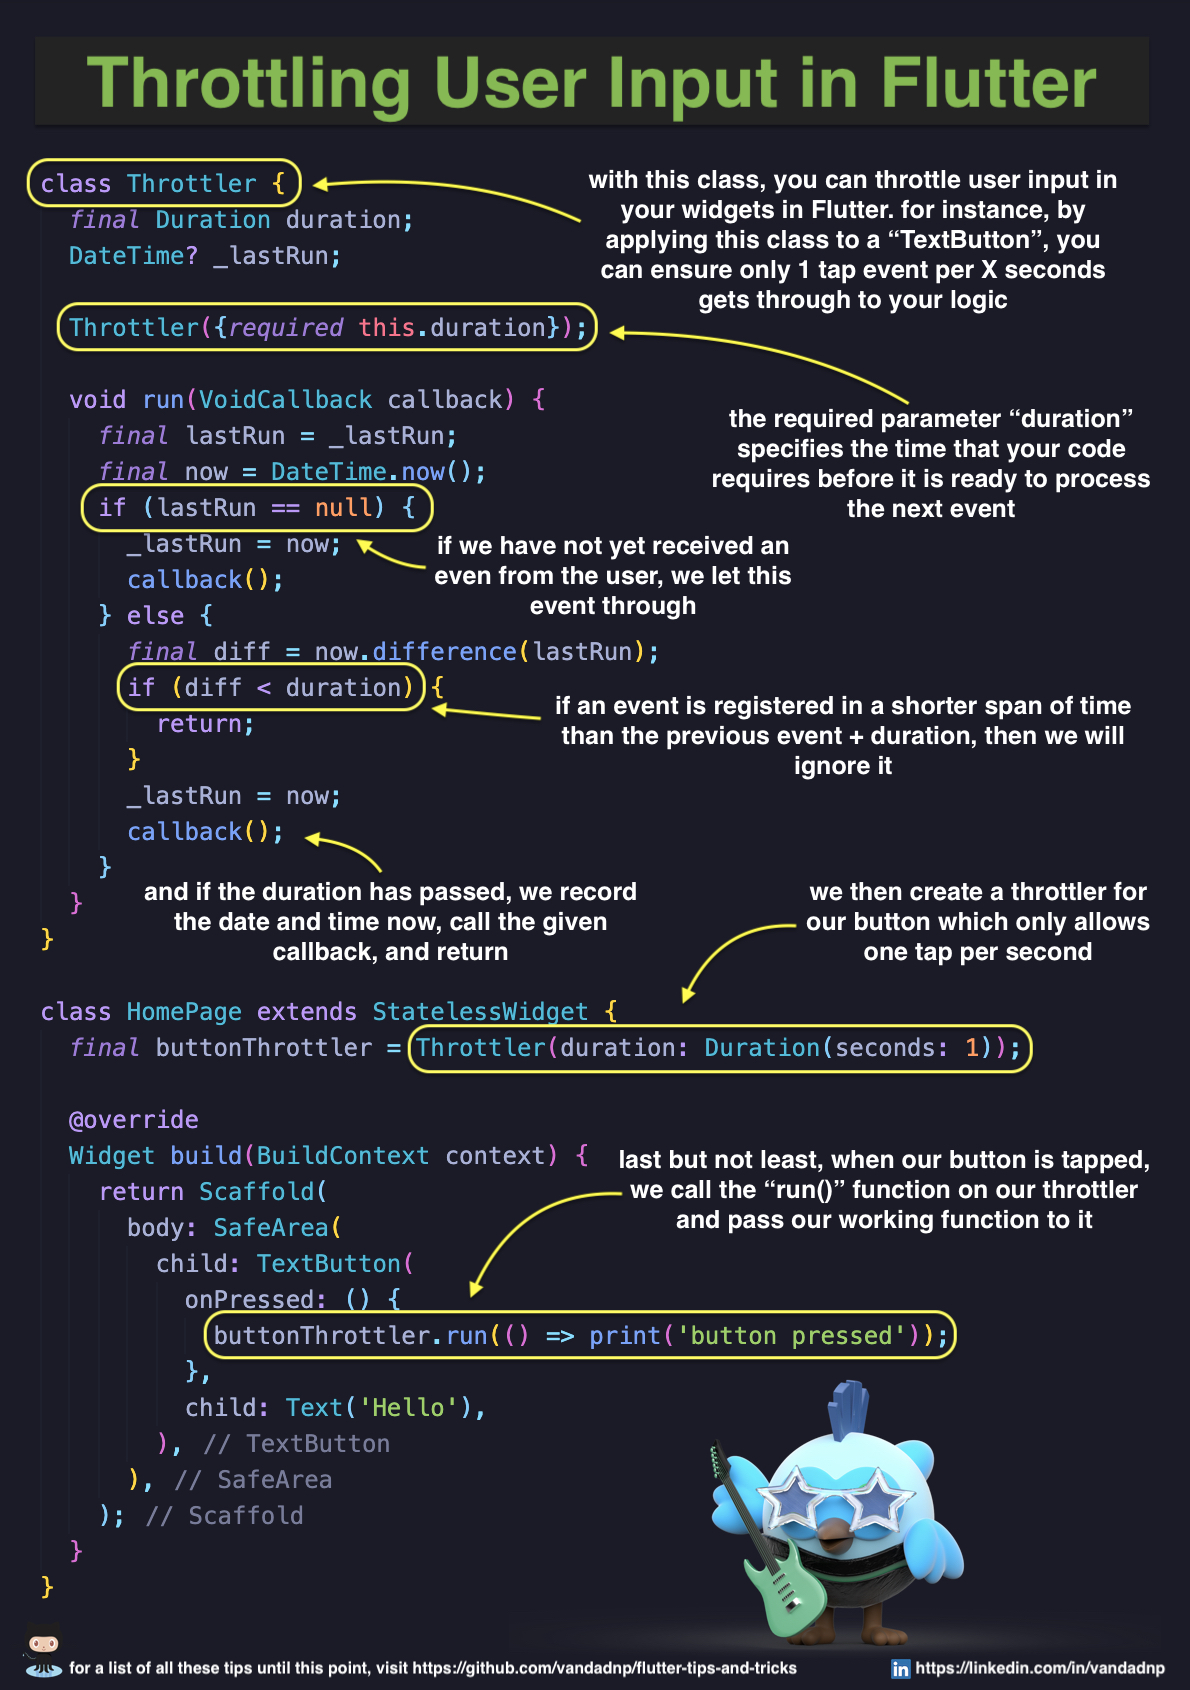 Throttling User Input in Flutter
class Throttler {
final Duration duration;
DateTime? _lastRun;
with this class, you can throttle user input in
your widgets in Flutter. for instance, by
applying this class to a “TextButton”, you
can ensure only 1 tap event per X seconds
gets through to your logic
Throttler({required this.duration});
the required parameter “duration”
specifies the time that your code
requires before it is ready to process
the next event
void run(VoidCallback callback) {
final lastRun = _lastRun;
final now = DateTime.now();
if (lastRun == null) {
_lastRun = now;
callback();
if we have not yet received an
even from the user, we let this
event through
} else {
final diff = now.difference(lastRun);
if (diff < duration) {
return;
}
if an event is registered in a shorter span of time
than the previous event + duration, then we will
ignore it
_lastRun = now;
callback();
}
}
}
and if the duration has passed, we record
the date and time now, call the given
callback, and return
we then create a throttler for
our button which only allows
one tap per second
class HomePage extends StatelessWidget {
final buttonThrottler = Throttler(duration: Duration(seconds: 1));
@override
Widget build(BuildContext context) {
return Scaffold(
body: SafeArea(
child: TextButton(
onPressed: () {
buttonThrottler.run(() => print('button pressed'));
},
child: Text('Hello'),
), // TextButton
), // SafeArea
); // Scaffold
}
}
last but not least, when our button is tapped,
we call the “run()” function on our throttler
and pass our working function to it
for a list of all these tips until this point, visit https://github.com/vandadnp/flutter-tips-and-tricks
in https://linkedin.com/in/vandadnp